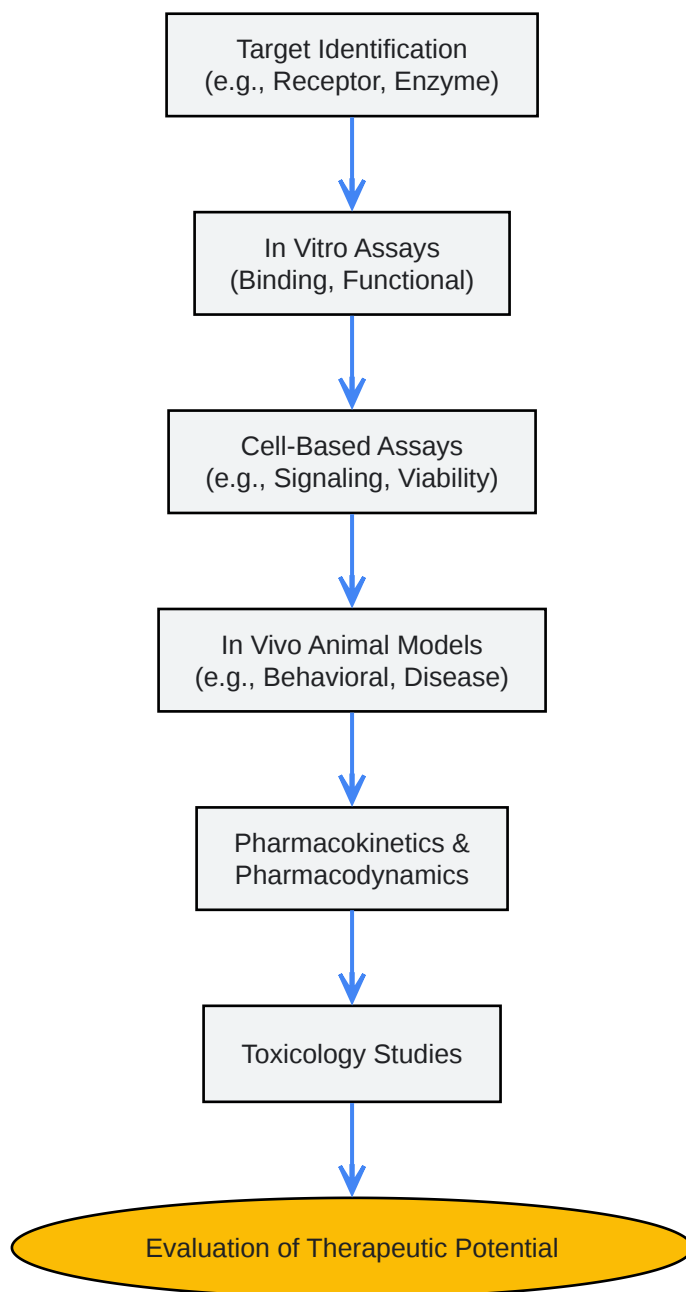 Target Identification
(e.g., Receptor, Enzyme)
In Vitro Assays
(Binding, Functional)
Cell-Based Assays
(e.g., Signaling, Viability)
In Vivo Animal Models
(e.g., Behavioral, Disease)
Pharmacokinetics &
Pharmacodynamics
Toxicology Studies
Evaluation of Therapeutic Potential